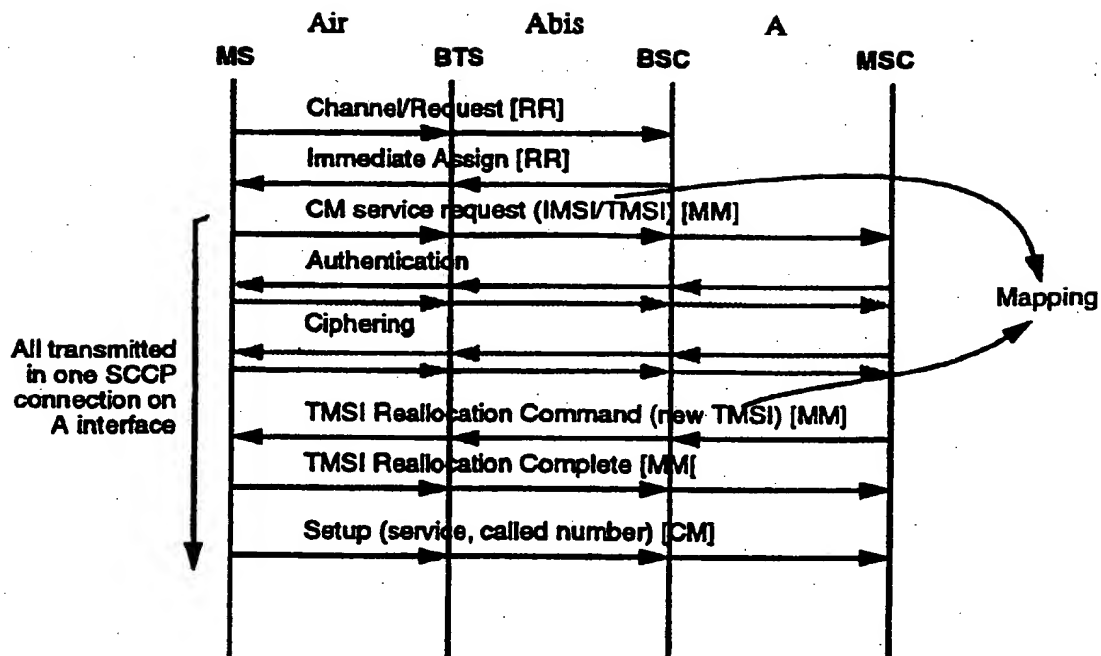 Air Abis A
MS BTS BSC MSC
Channel/Request [RR]
Immediate Assign [RR]
CM service request (IMSI/TMSI) [MM]
Authentication
Mapping
Ciphering
All transmitted
in one SCCP
connection on
A interface
TMSI Reallocation Command (new TMSI) [MM]
TMSI Reallocation Complete [MM[
Setup (service, called number) [CM]